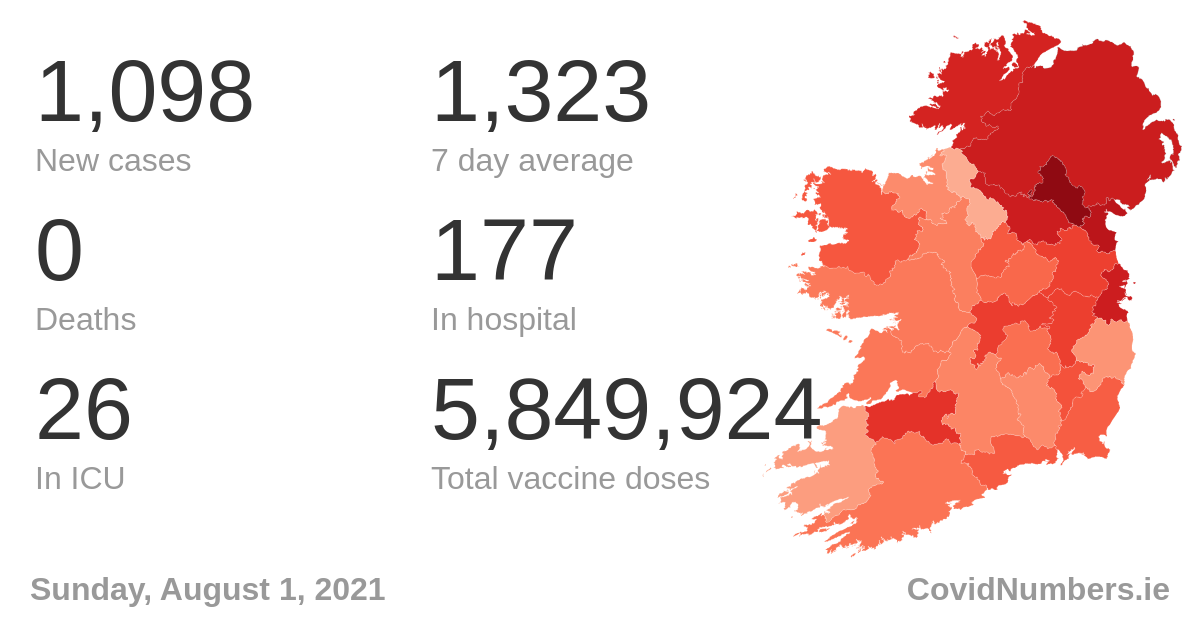 1,098
New cases
1,323
7 day average
0
Deaths
177
In hospital
26
In ICU
5,849,924
Total vaccine doses
Sunday, August 1, 2021
CovidNumbers.ie